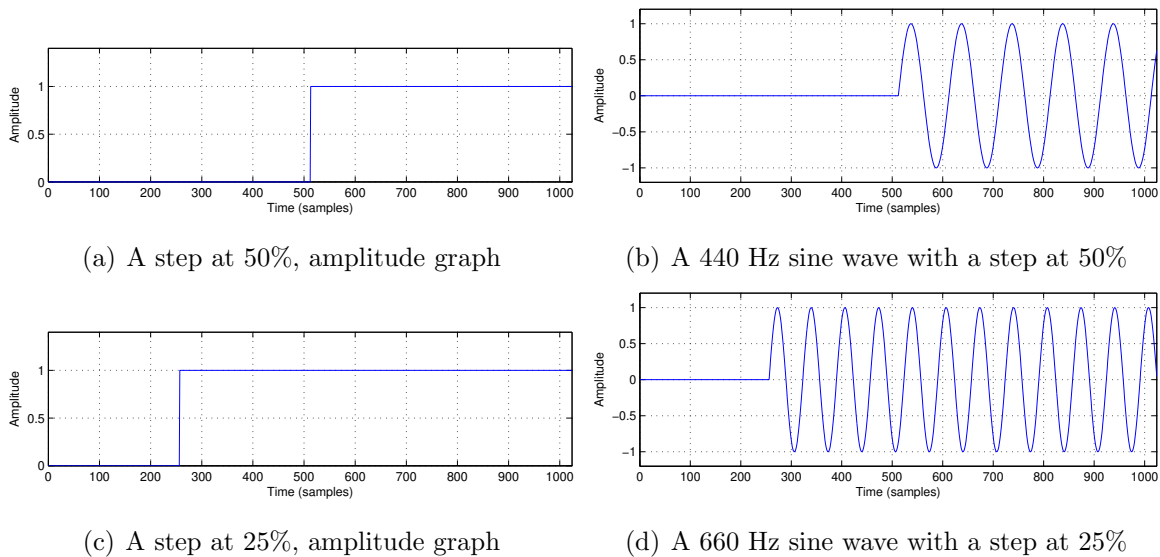 Amplitude
1
0.5
0
0 100 200 300 400 500 600 700 800 900 1000
Time (samples)
(a) A step at 50%, amplitude graph
Amplitude
1
0.5
0
−0.5
−1
0 100 200 300 400 500 600 700 800 900 1000
Time (samples)
(b) A 440 Hz sine wave with a step at 50%
Amplitude
1
0.5
0
0 100 200 300 400 500 600 700 800 900 1000
Time (samples)
(c) A step at 25%, amplitude graph
Amplitude
1
0.5
0
−0.5
−1
0 100 200 300 400 500 600 700 800 900 1000
Time (samples)
(d) A 660 Hz sine wave with a step at 25%